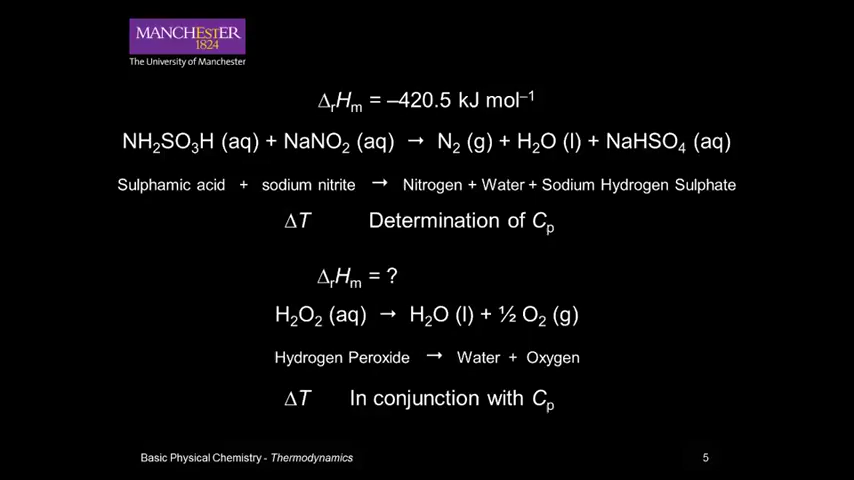 MANCHESTER
1824
The University of Manchester
ΔrHm = –420.5 kJ mol⁻¹
NH₂SO₃H (aq) + NaNO₂ (aq) → N₂ (g) + H₂O (l) + NaHSO₄ (aq)
Sulphamic acid + sodium nitrite → Nitrogen + Water + Sodium Hydrogen Sulphate
ΔT Determination of Cp
ΔrHm = ?
H₂O₂ (aq) → H₂O (l) + ½ O₂ (g)
Hydrogen Peroxide → Water + Oxygen
ΔT In conjunction with Cp
Basic Physical Chemistry - Thermodynamics 5